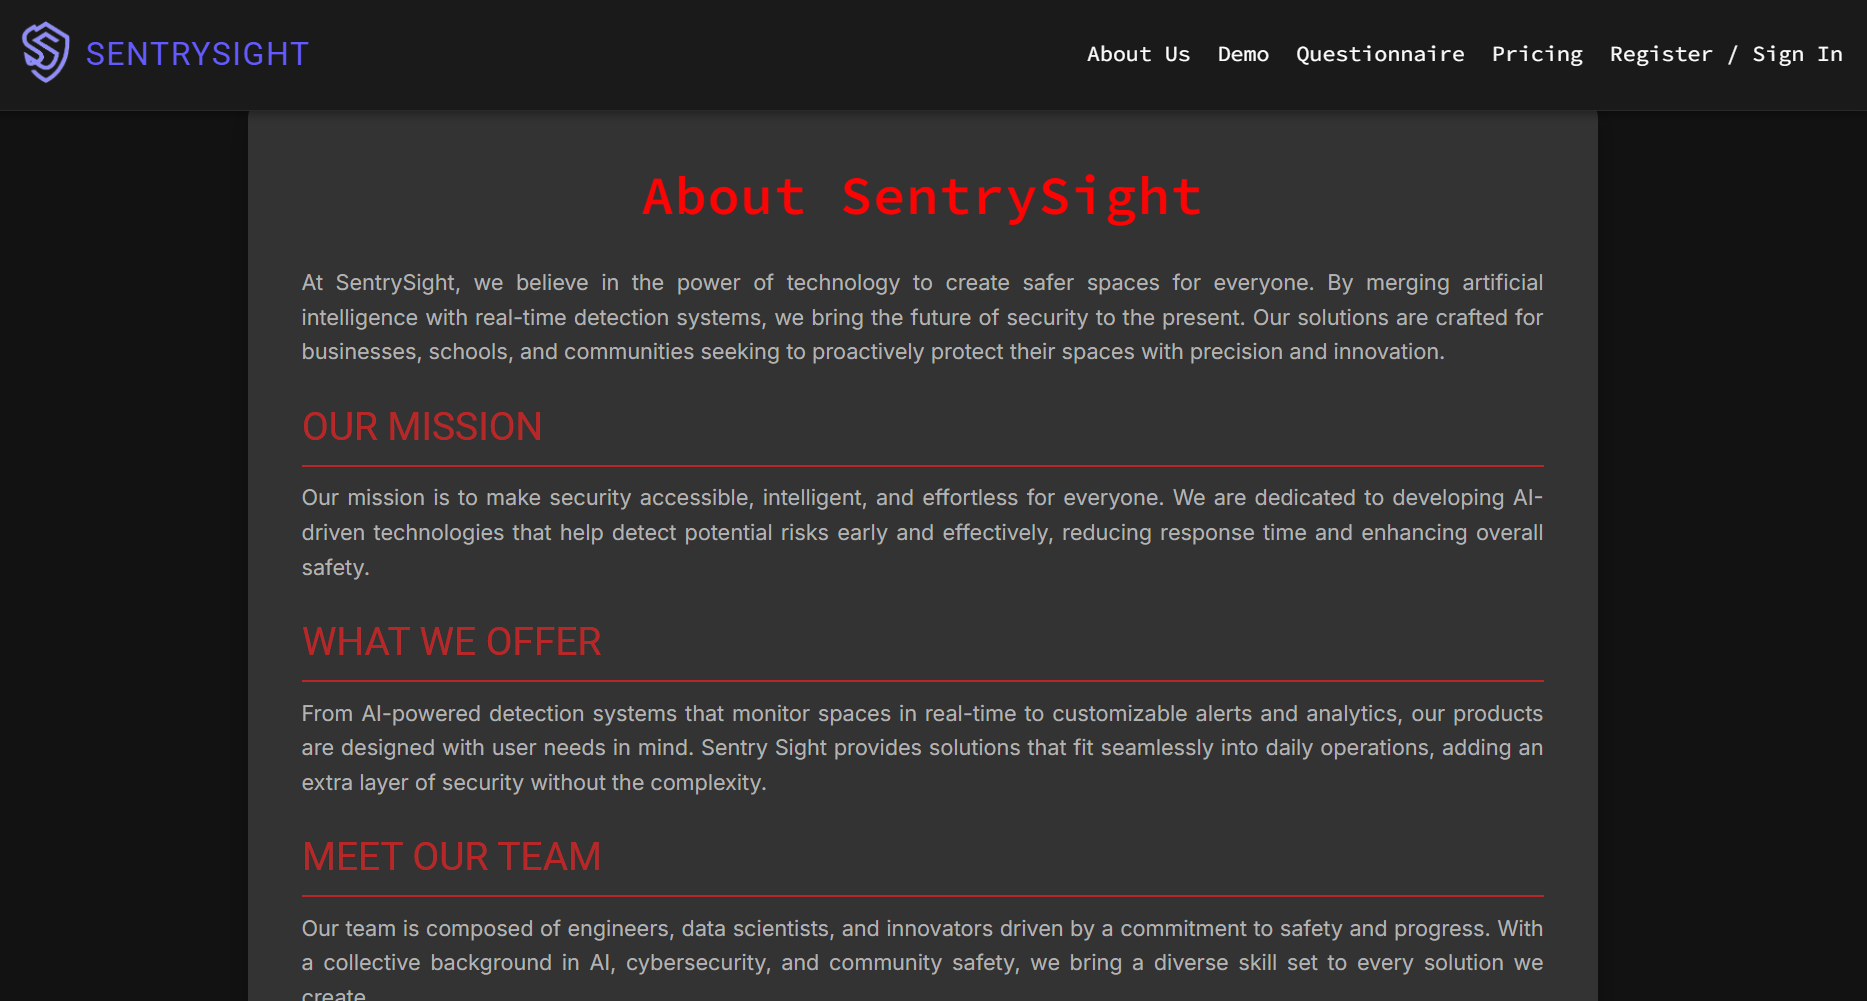 SENTRYSIGHT
About Us Demo Questionnaire Pricing Register / Sign In
About SentrySight
At SentrySight, we believe in the power of technology to create safer spaces for everyone. By merging artificial
intelligence with real-time detection systems, we bring the future of security to the present. Our solutions are crafted for
businesses, schools, and communities seeking to proactively protect their spaces with precision and innovation.
OUR MISSION
Our mission is to make security accessible, intelligent, and effortless for everyone. We are dedicated to developing AI-
driven technologies that help detect potential risks early and effectively, reducing response time and enhancing overall
safety.
WHAT WE OFFER
From AI-powered detection systems that monitor spaces in real-time to customizable alerts and analytics, our products
are designed with user needs in mind. Sentry Sight provides solutions that fit seamlessly into daily operations, adding an
extra layer of security without the complexity.
MEET OUR TEAM
Our team is composed of engineers, data scientists, and innovators driven by a commitment to safety and progress. With
a collective background in AI, cybersecurity, and community safety, we bring a diverse skill set to every solution we
create.